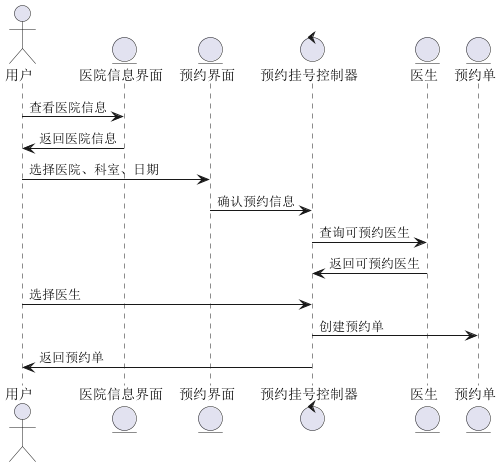 用户 医院信息界面 预约界面 预约挂号控制器 医生 预约单
查看医院信息
返回医院信息
选择医院、科室、日期
确认预约信息
查询可预约医生
返回可预约医生
选择医生
创建预约单
返回预约单
用户 医院信息界面 预约界面 预约挂号控制器 医生 预约单